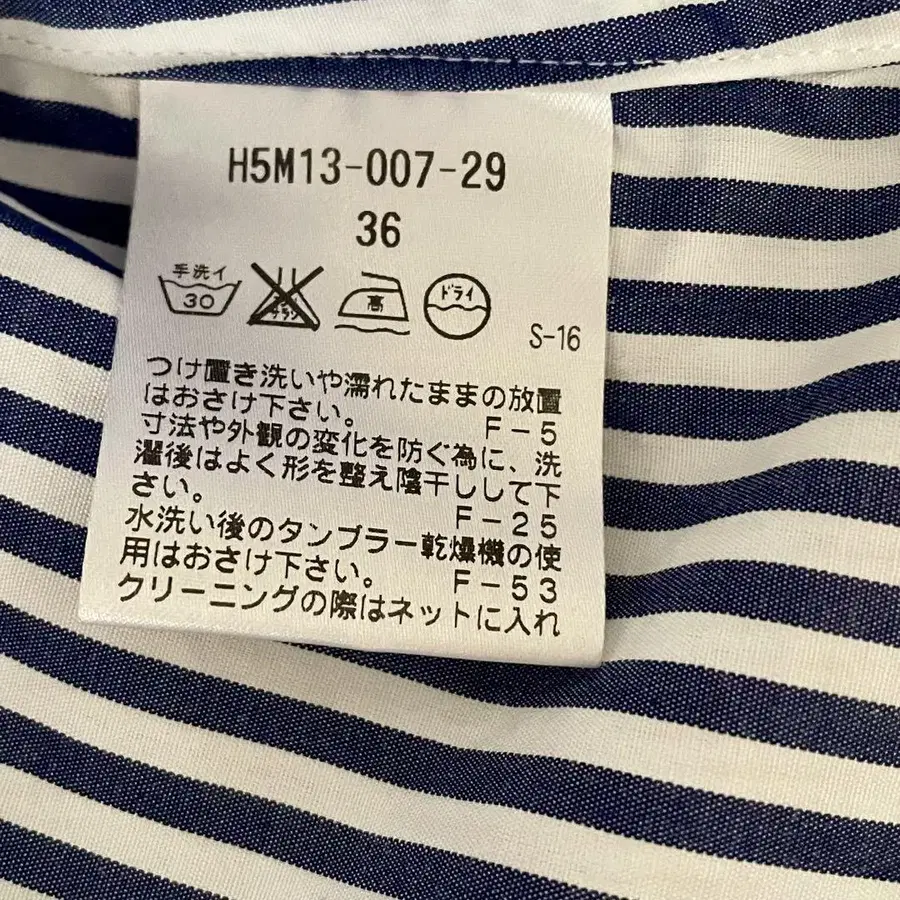 H5M13-007-29
36
手洗イ
30
高
ドライ
S-16
つけ置き洗いや濡れたままの放置
はおさけ下さい。 F-5
寸法や外観の変化を防ぐ為に、洗
濯後はよく形を整え陰干しして下
さい。 F-25
水洗い後のタンブラー乾燥機の使
用はおさけ下さい。 F-53
クリーニングの際はネットに入れ